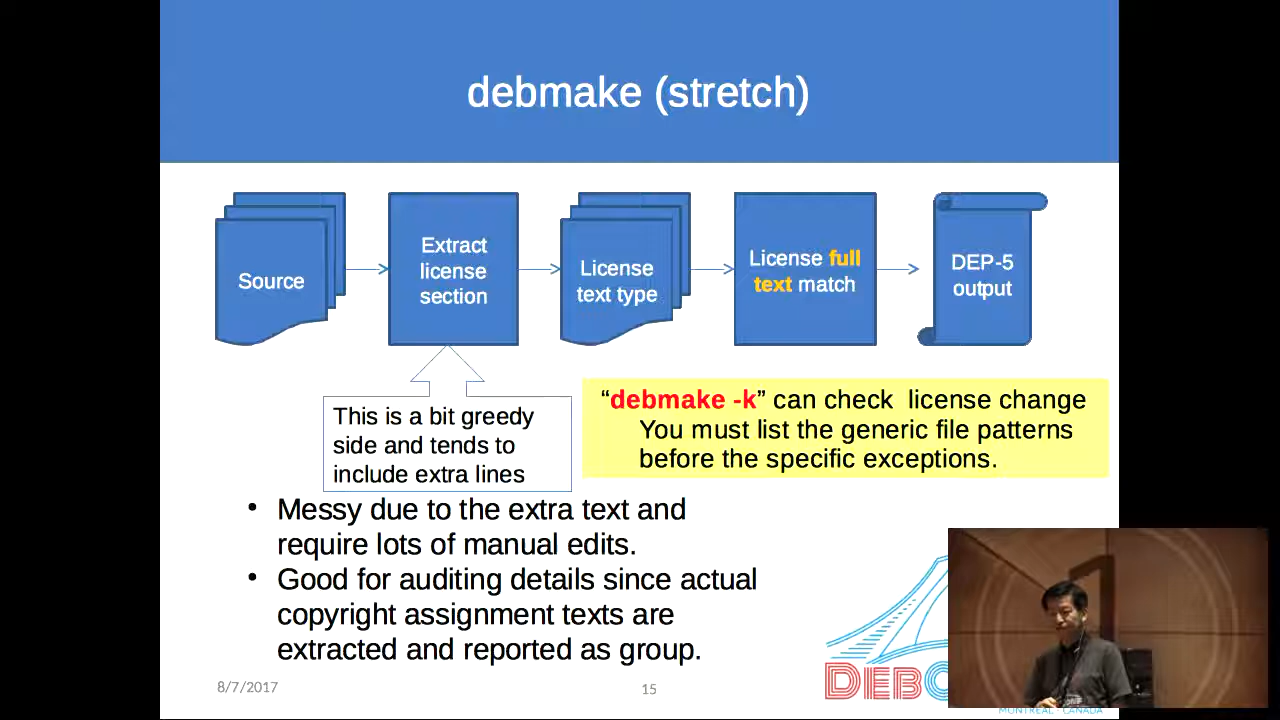 debmake (stretch)
Source
Extract
license
section
License
text type
License full
text match
DEP-5
output
This is a bit greedy
side and tends to
include extra lines
“debmake -k” can check  license change
You must list the generic file patterns
before the specific exceptions.
• Messy due to the extra text and
require lots of manual edits.
• Good for auditing details since actual
copyright assignment texts are
extracted and reported as group.
8/7/2017
15
DEBC
MONTREAL · CANADA